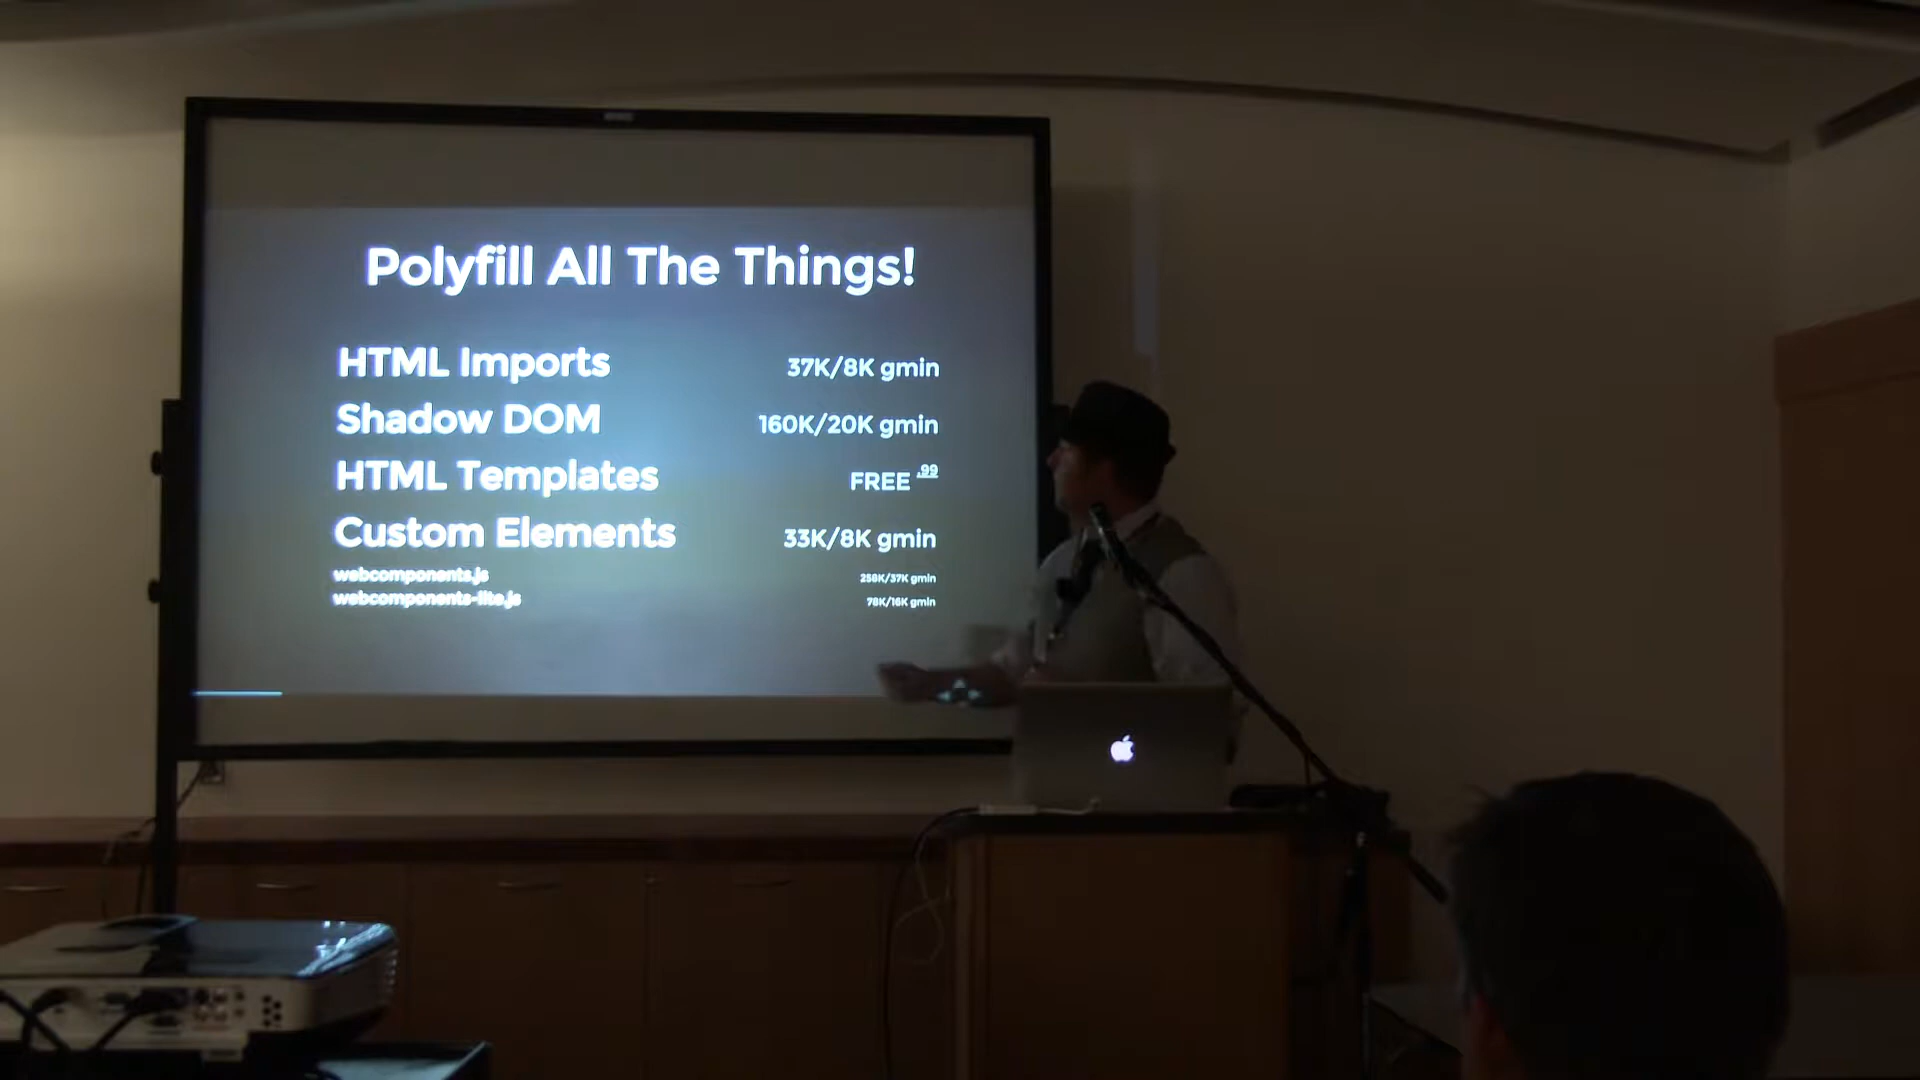 Polyfill All The Things!
HTML Imports 37K/8K gmin
Shadow DOM 160K/20K gmin
HTML Templates FREE .99
Custom Elements 33K/8K gmin
webcomponents.js 258K/37K gmin
webcomponents-lite.js 78K/16K gmin